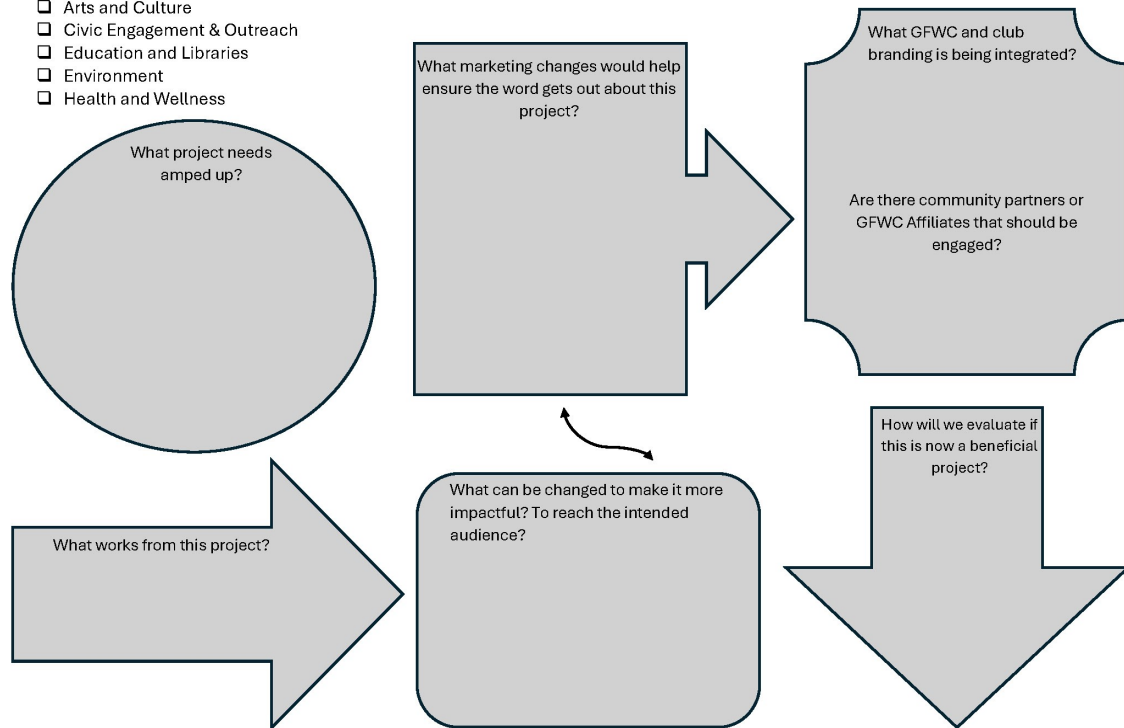 ❑ Arts and Culture
❑ Civic Engagement & Outreach
❑ Education and Libraries
❑ Environment
❑ Health and Wellness
What project needs
amped up?
What works from this project?
What marketing changes would help
ensure the word gets out about this
project?
What can be changed to make it more
impactful? To reach the intended
audience?
What GFWC and club
branding is being integrated?
Are there community partners or
GFWC Affiliates that should be
engaged?
How will we evaluate if
this is now a beneficial
project?